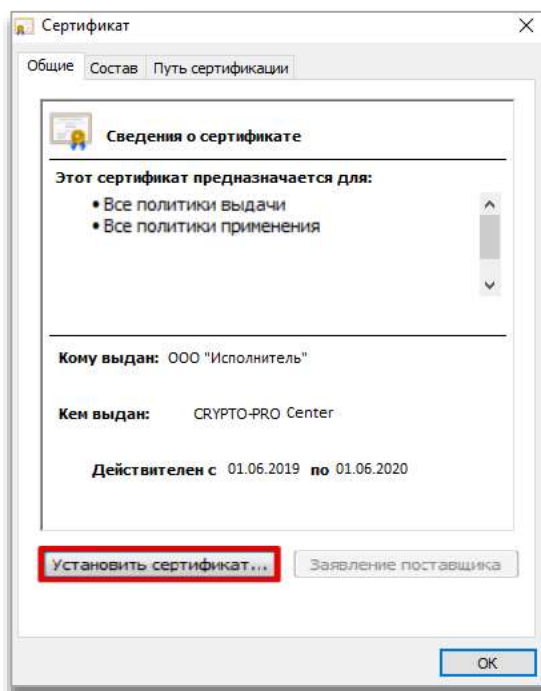 Сертификат
Общие Состав Путь сертификации
Сведения о сертификате
Этот сертификат предназначается для:
• Все политики выдачи
• Все политики применения
Кому выдан: ООО "Исполнитель"
Кем выдан: CRYPTO-PRO Center
Действителен с 01.06.2019 по 01.06.2020
Установить сертификат... Заявление поставщика
ОК